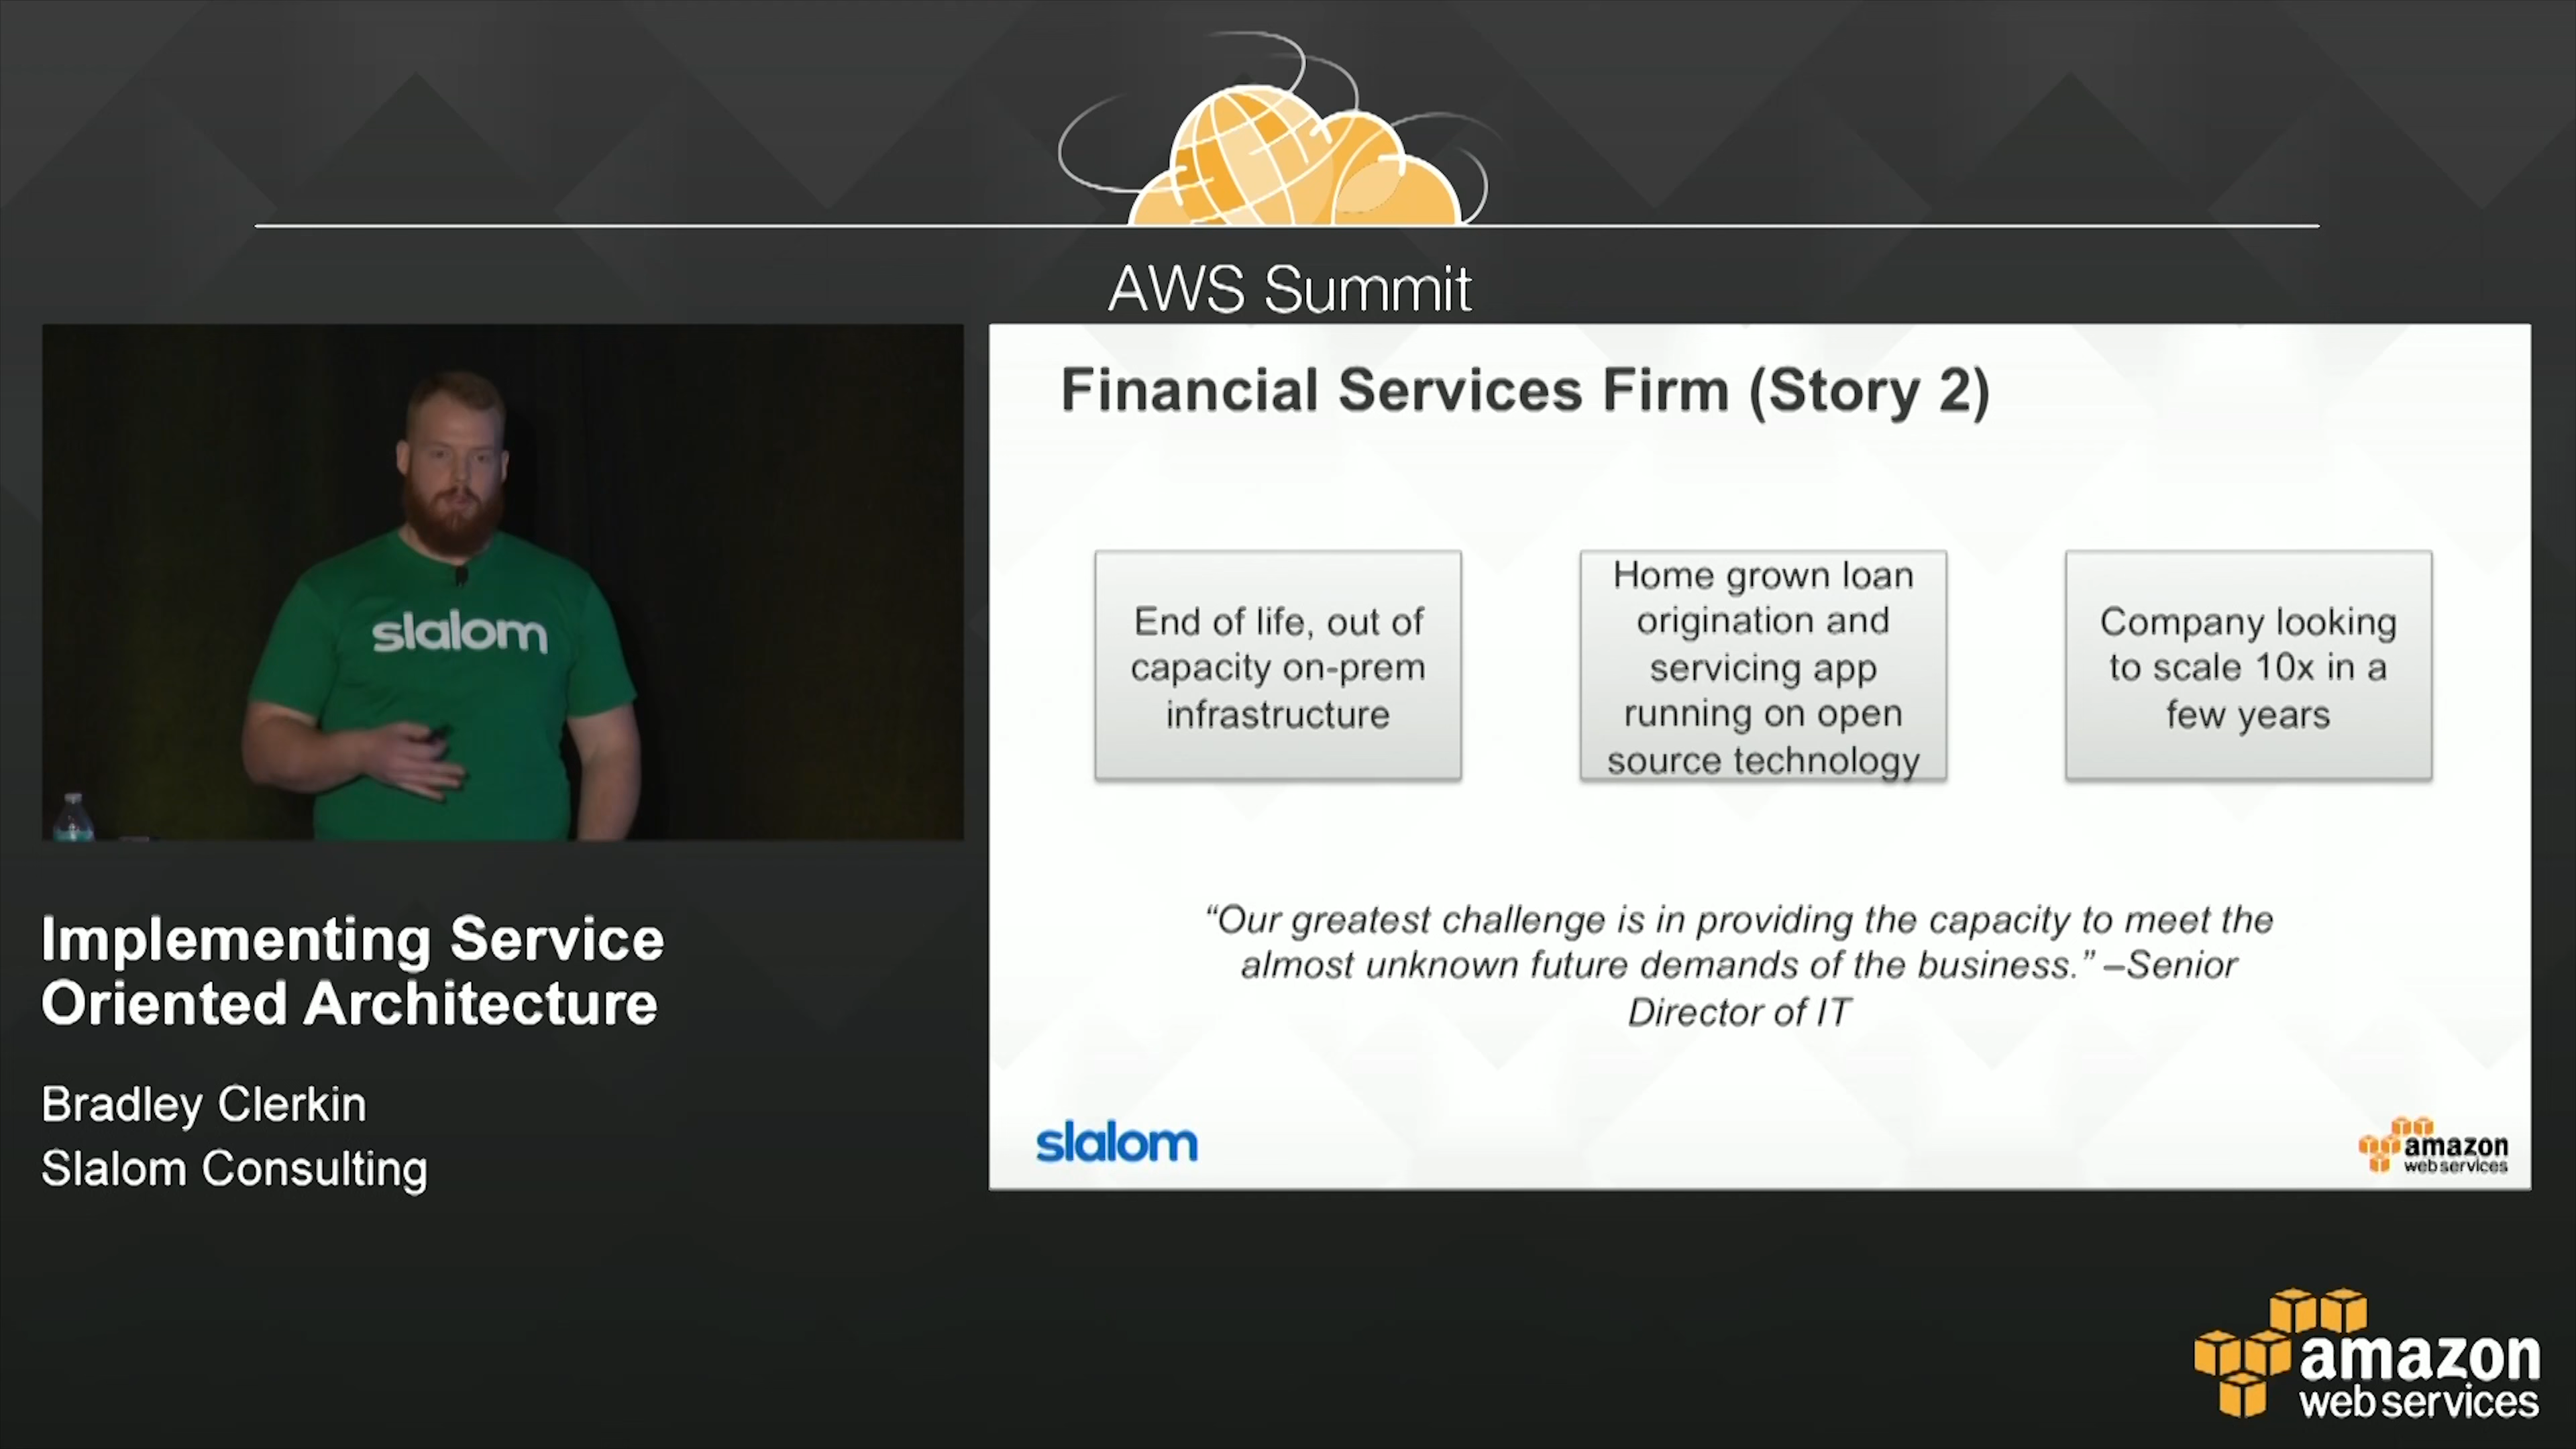 AWS Summit
slalom
Implementing Service
Oriented Architecture
Bradley Clerkin
Slalom Consulting
Financial Services Firm (Story 2)
End of life, out of
capacity on-prem
infrastructure
Home grown loan
origination and
servicing app
running on open
source technology
Company looking
to scale 10x in a
few years
“Our greatest challenge is in providing the capacity to meet the
almost unknown future demands of the business.” –Senior
Director of IT
slalom
amazon
web services
amazon
web services